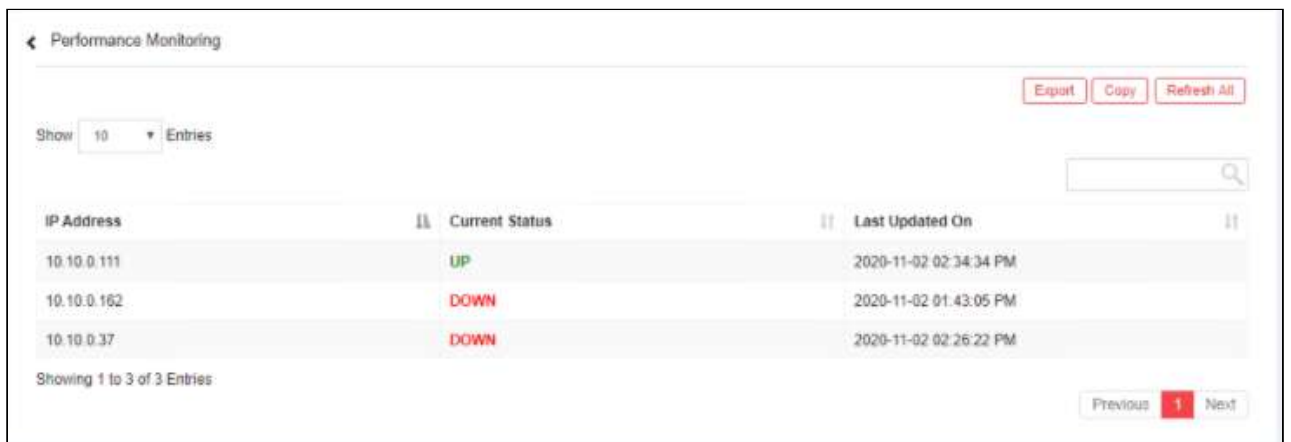 Performance Monitoring
Export Copy Refresh All
Show 10 Entries
IP Address Current Status Last Updated On
10.10.0.111 UP 2020-11-02 02:34:34 PM
10.10.0.162 DOWN 2020-11-02 01:43:05 PM
10.10.0.37 DOWN 2020-11-02 02:26:22 PM
Showing 1 to 3 of 3 Entries
Previous 1 Next